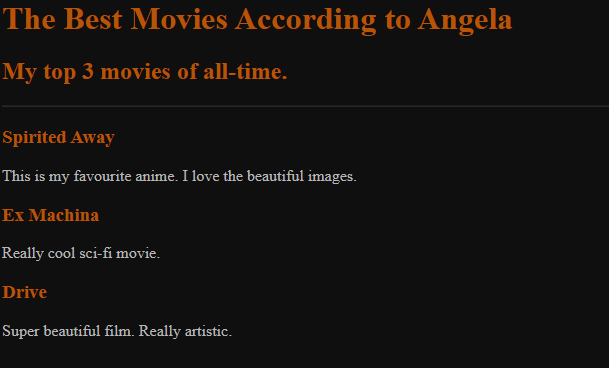 The Best Movies According to Angela
My top 3 movies of all-time.
Spirited Away
This is my favourite anime. I love the beautiful images.
Ex Machina
Really cool sci-fi movie.
Drive
Super beautiful film. Really artistic.